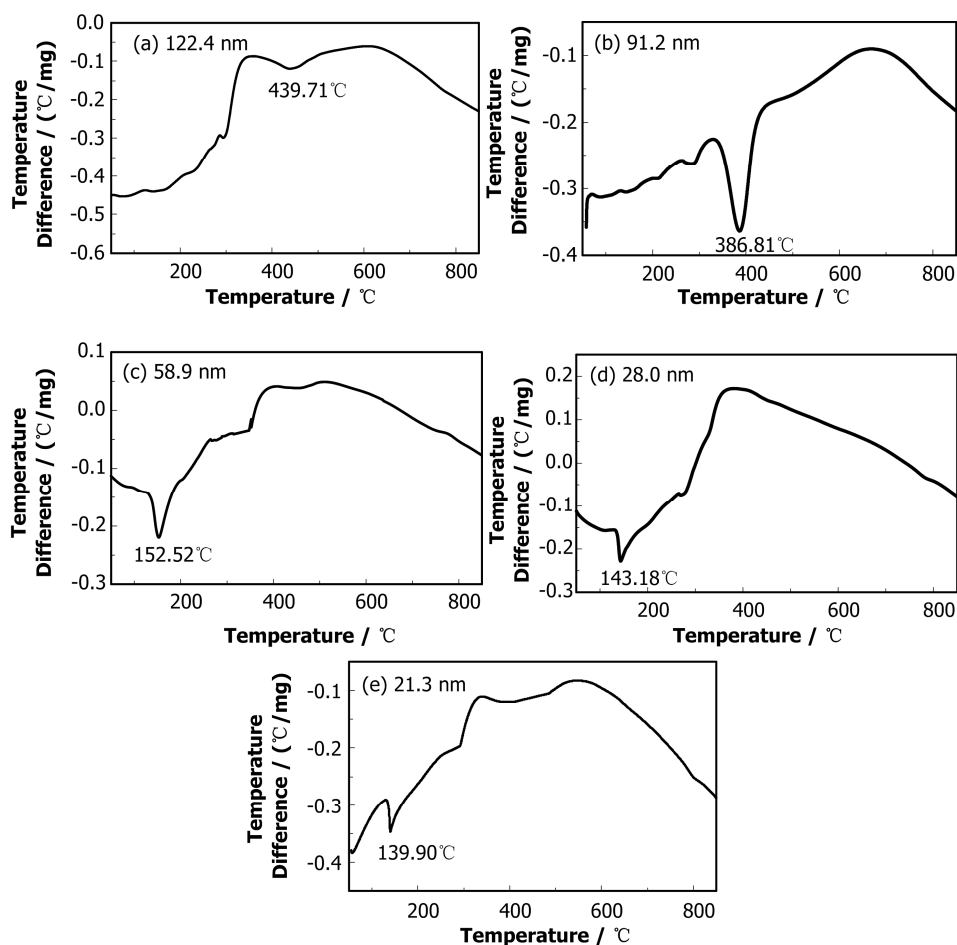 (a) 122.4 nm
439.71℃
0.0
-0.1
-0.2
-0.3
-0.4
-0.5
-0.6
200 400 600 800
Temperature / ℃
Temperature
Difference / (℃/mg)
(b) 91.2 nm
386.81℃
-0.1
-0.2
-0.3
-0.4
200 400 600 800
Temperature / ℃
Temperature
Difference / (℃/mg)
(c) 58.9 nm
152.52℃
0.1
0.0
-0.1
-0.2
-0.3
200 400 600 800
Temperature / ℃
Temperature
Difference / (℃/mg)
(d) 28.0 nm
143.18℃
0.2
0.1
0.0
-0.1
-0.2
-0.3
200 400 600 800
Temperature / ℃
Temperature
Difference / (℃/mg)
(e) 21.3 nm
139.90℃
-0.1
-0.2
-0.3
-0.4
200 400 600 800
Temperature / ℃
Temperature
Difference / (℃/mg)